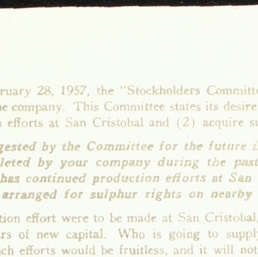 ruary 28, 1957, the "Stockholders Committe
e company. This Committee states its desire
efforts at San Cristobal and (2) acquire su
gested by the Committee for the future i
leted by your company during the past
has continued production efforts at San
arranged for sulphur rights on nearby
tion effort were to be made at San Cristobal,
rs of new capital. Who is going to supply
ch efforts would be fruitless, and it will not